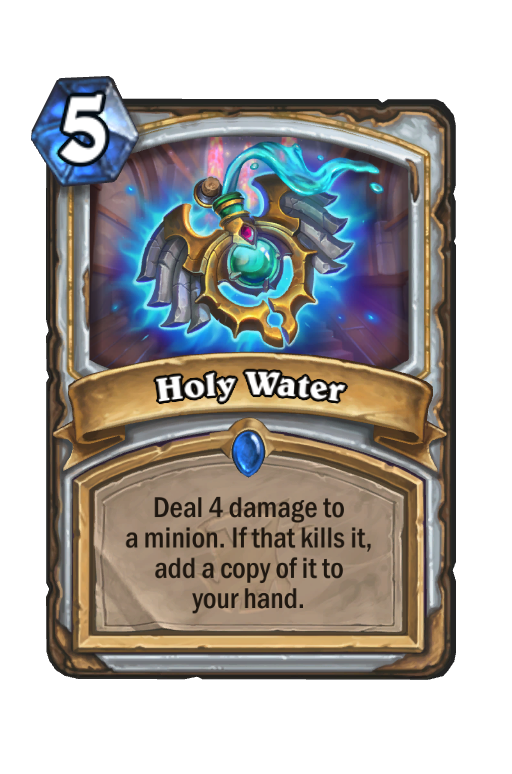 5
Holy Water
Deal 4 damage to
a minion. If that kills it,
add a copy of it to
your hand.